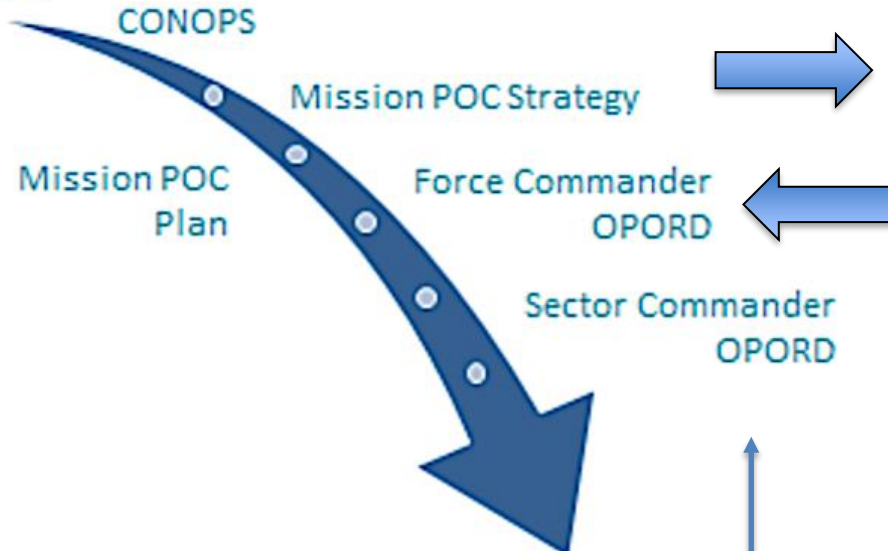 CONOPS
Mission POC Strategy
Mission POC
Plan
Force Commander
OPORD
Sector Commander
OPORD